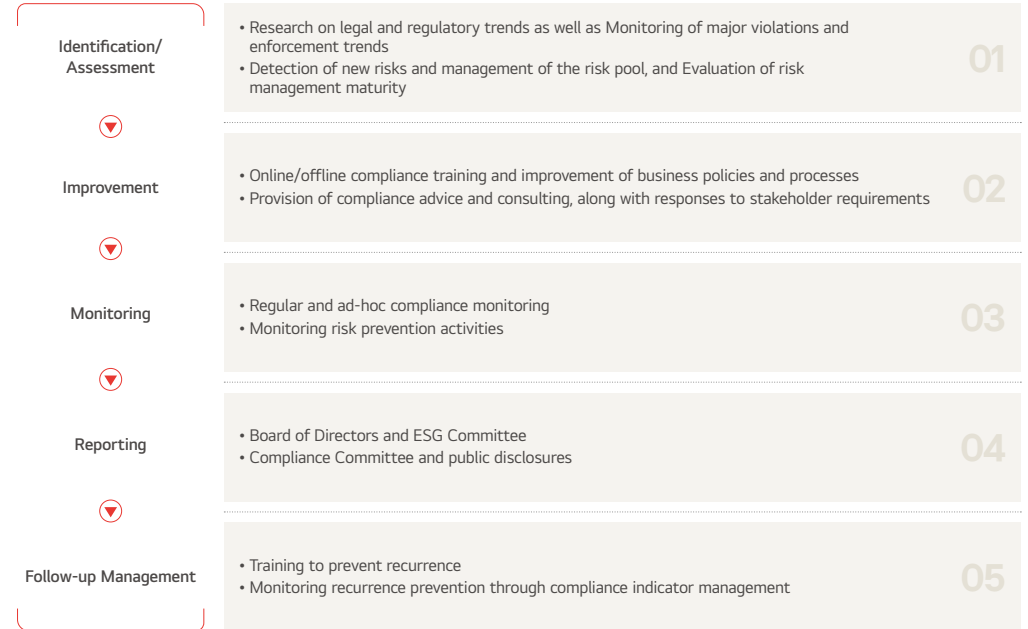 Identification/
Assessment
• Research on legal and regulatory trends as well as Monitoring of major violations and
enforcement trends
• Detection of new risks and management of the risk pool, and Evaluation of risk
management maturity
01
Improvement
• Online/offline compliance training and improvement of business policies and processes
• Provision of compliance advice and consulting, along with responses to stakeholder requirements
02
Monitoring
• Regular and ad-hoc compliance monitoring
• Monitoring risk prevention activities
03
Reporting
• Board of Directors and ESG Committee
• Compliance Committee and public disclosures
04
Follow-up Management
• Training to prevent recurrence
• Monitoring recurrence prevention through compliance indicator management
05